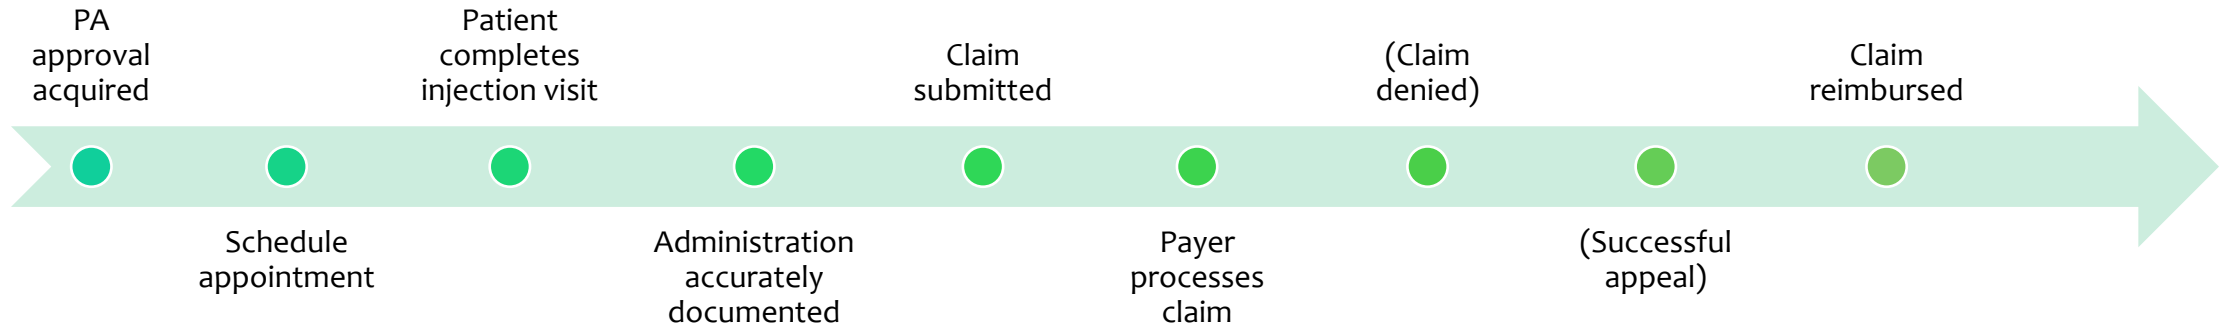 PA
approval
acquired
Schedule
appointment
Patient
completes
injection visit
Administration
accurately
documented
Claim
submitted
Payer
processes
claim
(Claim
denied)
(Successful
appeal)
Claim
reimbursed